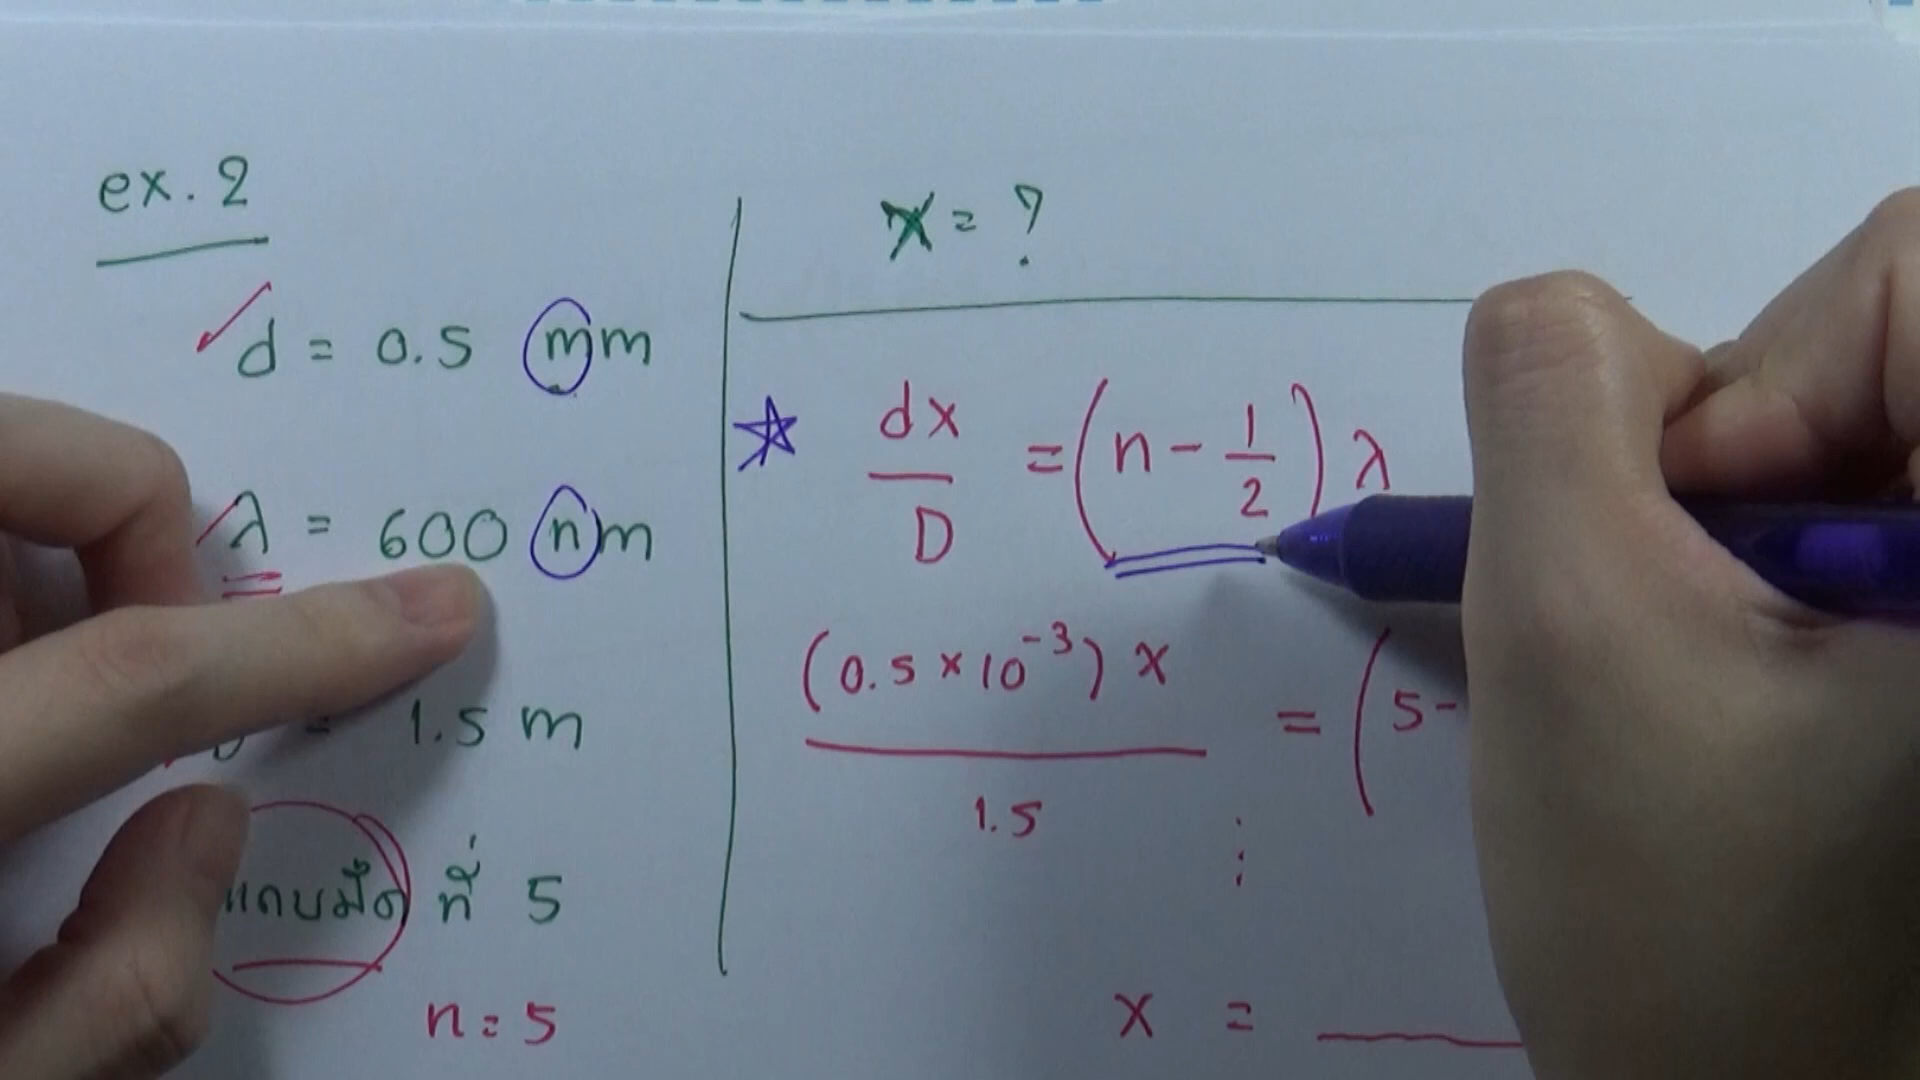 ex. 2
d = 0.5 mm
λ = 600 nm
= 1.5 m
แถบมืด ที่ 5
n = 5
x = ?
dx
D
= (n - 1/2) λ
(0.5 × 10⁻³) x
1.5
= (5 -
x =